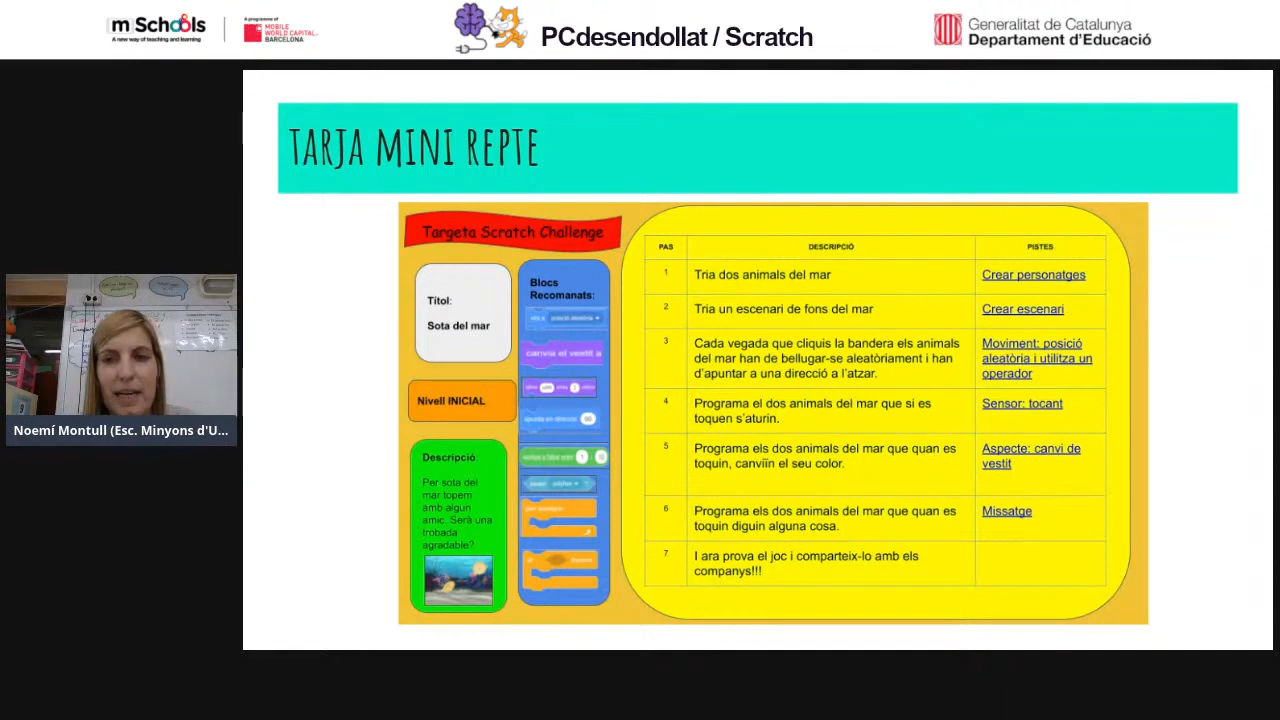 mSchools
A new way of teaching and learning
A programme of
MOBILE
WORLD CAPITAL
BARCELONA
PCdesendollat / Scratch
Generalitat de Catalunya
Departament d'Educació
TARJA MINI REPTE
Targeta Scratch Challenge
Títol:
Sota del mar
Nivell INICIAL
Descripció:
Per sota del
mar topem
amb algun
amic. Serà una
trobada
agradable?
Blocs
Recomanats:
canvia el vestit a
apunta en direcció 90
PAS DESCRIPCIÓ PISTES
1 Tria dos animals del mar Crear personatges
2 Tria un escenari de fons del mar Crear escenari
3 Cada vegada que cliquis la bandera els animals Moviment: posició
del mar han de bellugar-se aleatòriament i han aleatòria i utilitza un
d'apuntar a una direcció a l'atzar. operador
4 Programa el dos animals del mar que si es Sensor: tocant
toquen s'aturin.
5 Programa els dos animals del mar que quan es Aspecte: canvi de
toquin, canviïn el seu color. vestit
6 Programa els dos animals del mar que quan es Missatge
toquin diguin alguna cosa.
7 I ara prova el joc i comparteix-lo amb els
companys!!!
Noemí Montull (Esc. Minyons d'U...